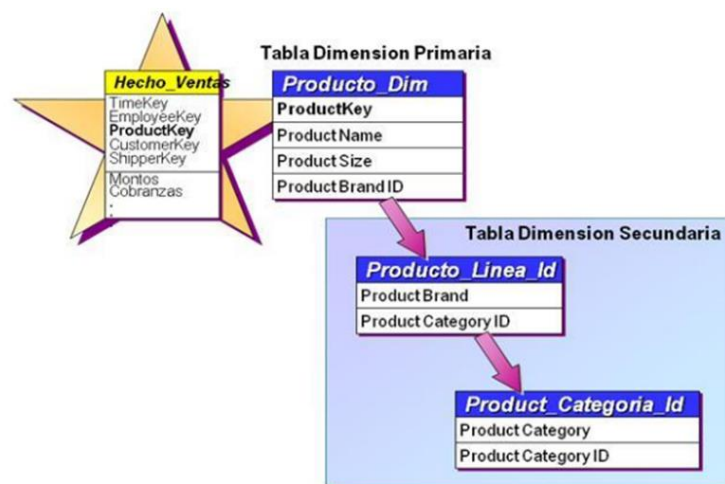 Tabla Dimension Primaria
Hecho_Ventas
TimeKey
EmployeeKey
ProductKey
CustomerKey
ShipperKey
Montos
Cobranzas
.
.
Producto_Dim
ProductKey
Product Name
Product Size
Product Brand ID
Tabla Dimension Secundaria
Producto_Linea_Id
Product Brand
Product Category ID
Product_Categoria_Id
Product Category
Product Category ID